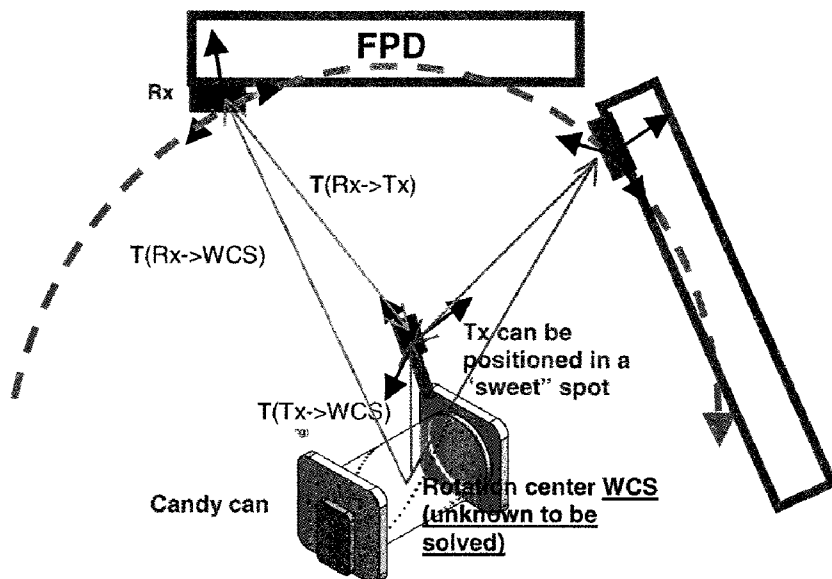 FPD
Rx
T(Rx->Tx)
T(Rx->WCS)
Tx can be
positioned in a
“sweet” spot
T(Tx->WCS)
Candy can
Rotation center WCS
(unknown to be
solved)